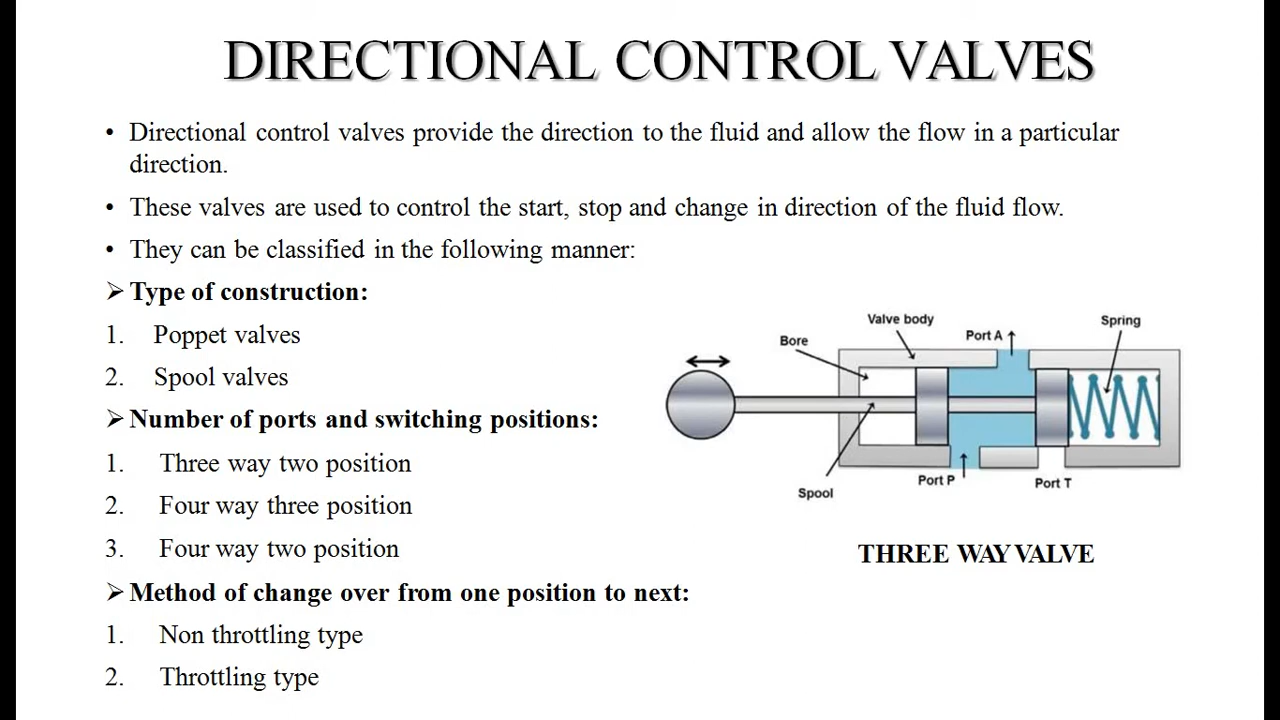 DIRECTIONAL CONTROL VALVES
• Directional control valves provide the direction to the fluid and allow the flow in a particular
direction.
• These valves are used to control the start, stop and change in direction of the fluid flow.
• They can be classified in the following manner:
➢ Type of construction:
1. Poppet valves
2. Spool valves
➢ Number of ports and switching positions:
1. Three way two position
2. Four way three position
3. Four way two position
➢ Method of change over from one position to next:
1. Non throttling type
2. Throttling type
Valve body
Spring
Port A
Bore
Port P
Port T
Spool
THREE WAY VALVE